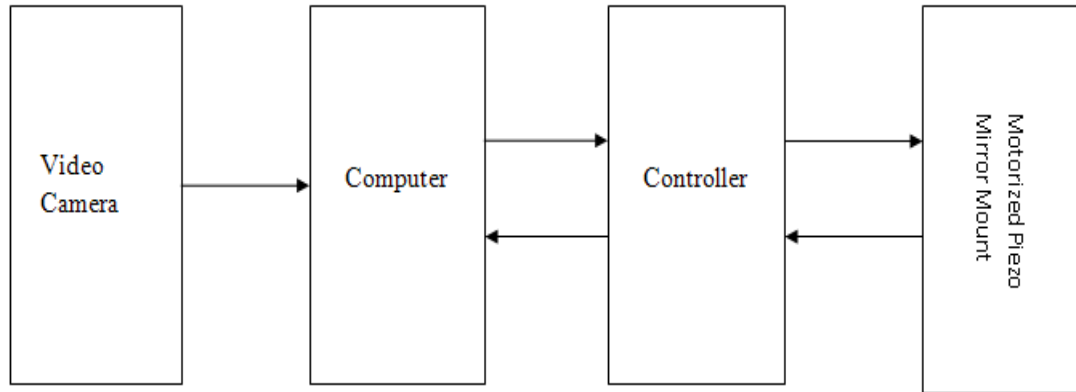 Video
Camera
Computer
Controller
Motorized Piezo
Mirror Mount